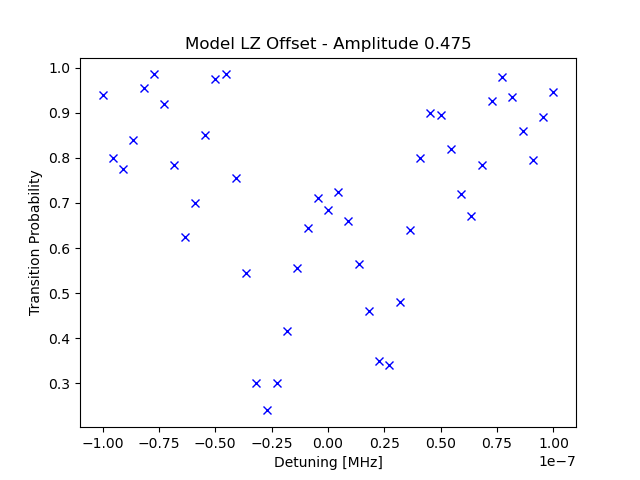 Model LZ Offset - Amplitude 0.475
Transition Probability
1.0
0.9
0.8
0.7
0.6
0.5
0.4
0.3
−1.00 −0.75 −0.50 −0.25 0.00 0.25 0.50 0.75 1.00
1e−7
Detuning [MHz]